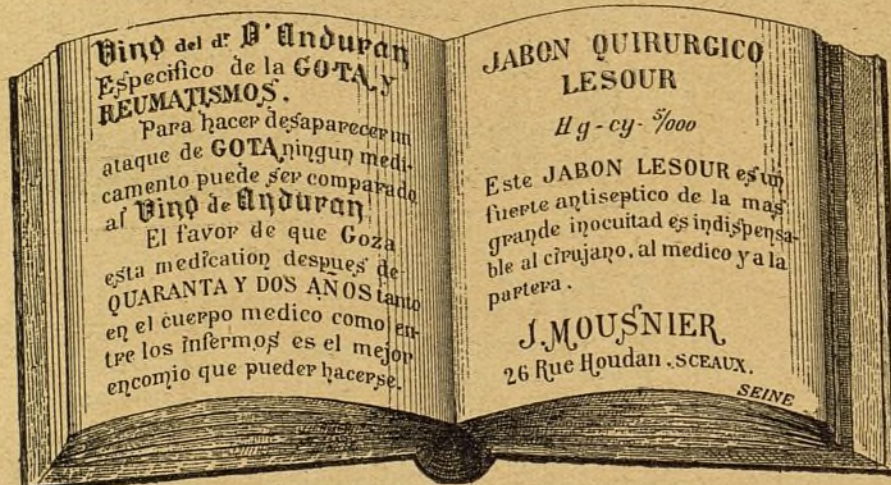 Vino del dr D'Anduran
Especifico de la GOTA y
REUMATISMOS.
Para hacer desaparecer un
ataque de GOTA, ningun medi-
camento puede ser comparado
al Vino de Anduran
El favor de que Goza
esta medication despues de
QUARANTA Y DOS AÑOS tanto
en el cuerpo medico como en-
tre los infermos es el mejor
encomio que pueder hacerse.
JABON QUIRURGICO
LESOUR
Hg-cy- 5/000
Este JABON LESOUR es un
fuerte antiseptico de la mas
grande inocuitad es indispensa-
ble al cirujano, al medico y a la
partera.
J. MOUSNIER
26 Rue Houdan. SCEAUX.
SEINE